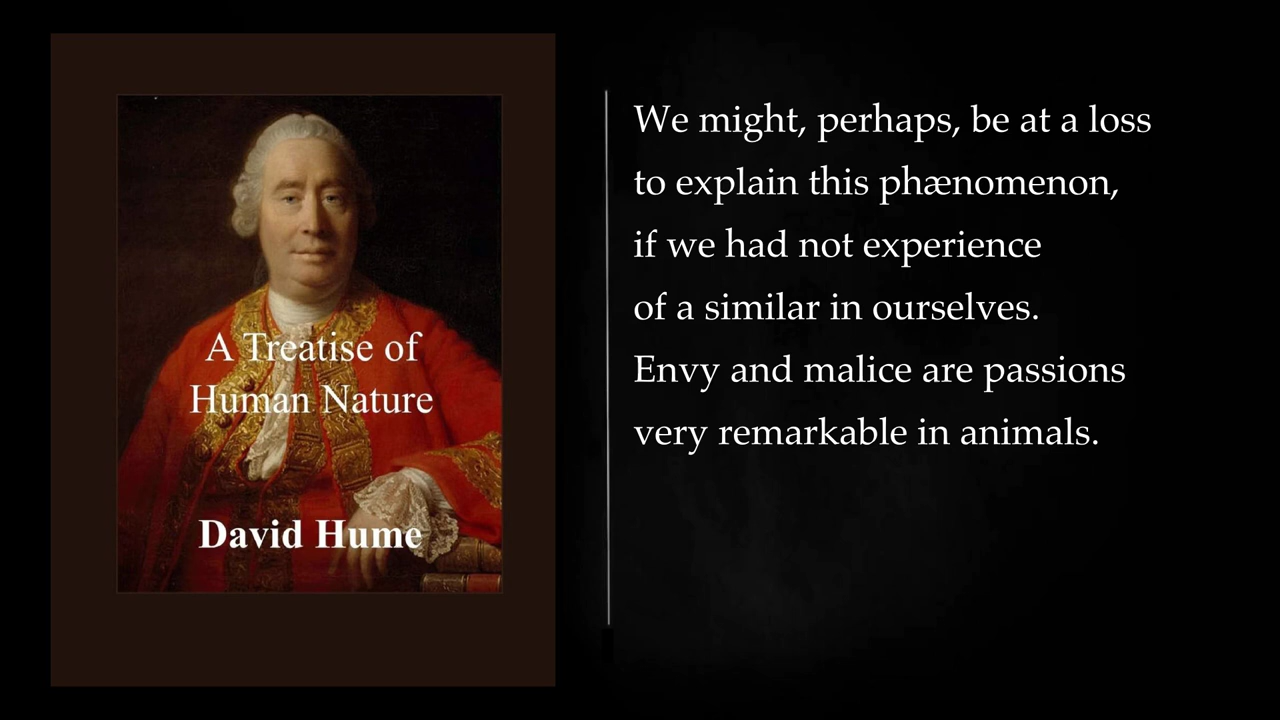 A Treatise of
Human Nature
David Hume
We might, perhaps, be at a loss
to explain this phænomenon,
if we had not experience
of a similar in ourselves.
Envy and malice are passions
very remarkable in animals.